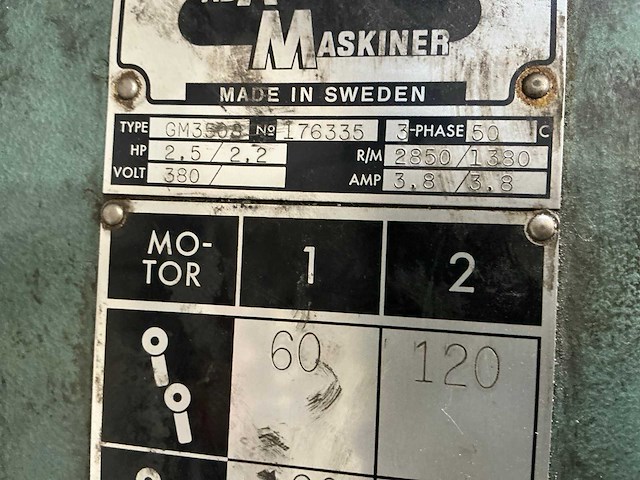 MASKINER
MADE IN SWEDEN
TYPE GM3508 No 176335 3-PHASE 50 C
HP 2,5/2,2 R/M 2850/1380
VOLT 380/ AMP 3,8/3,8
MO-TOR 1 2
60 120